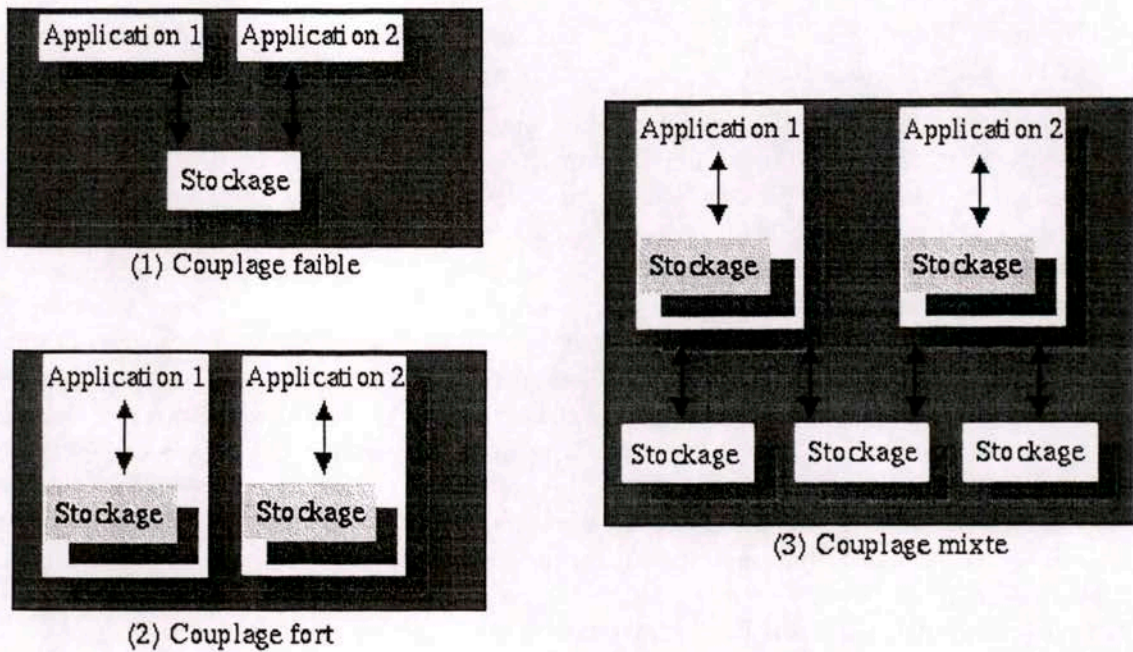 Application 1
Application 2
Stockage
(1) Couplage faible
Application 1
Application 2
Stockage
Stockage
(2) Couplage fort
Application 1
Application 2
Stockage
Stockage
Stockage
Stockage
Stockage
(3) Couplage mixte